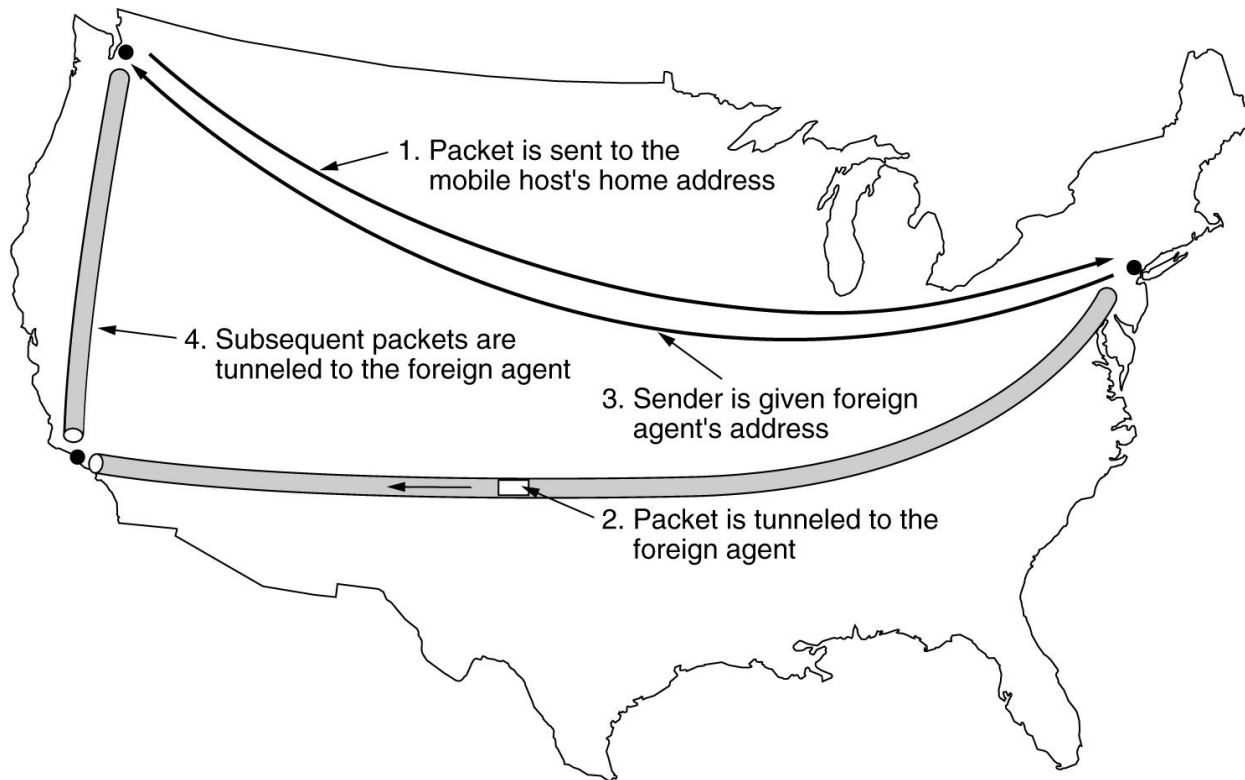 1. Packet is sent to the
mobile host's home address
4. Subsequent packets are
tunneled to the foreign agent
3. Sender is given foreign
agent's address
2. Packet is tunneled to the
foreign agent